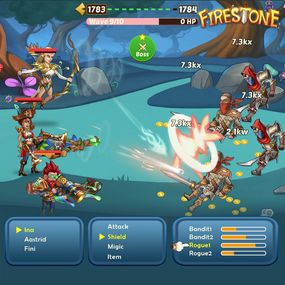 1783
1784
FIRESTONE
Wave 9/10
0 HP
Boss
7.3kx
7.3kx
7.3kx
7.3kx
2.1kw
Ina
Aastrid
Fini
Attack
Shield
Migic
Item
Bandit1
Bandit2
Rogue1
Rogue2